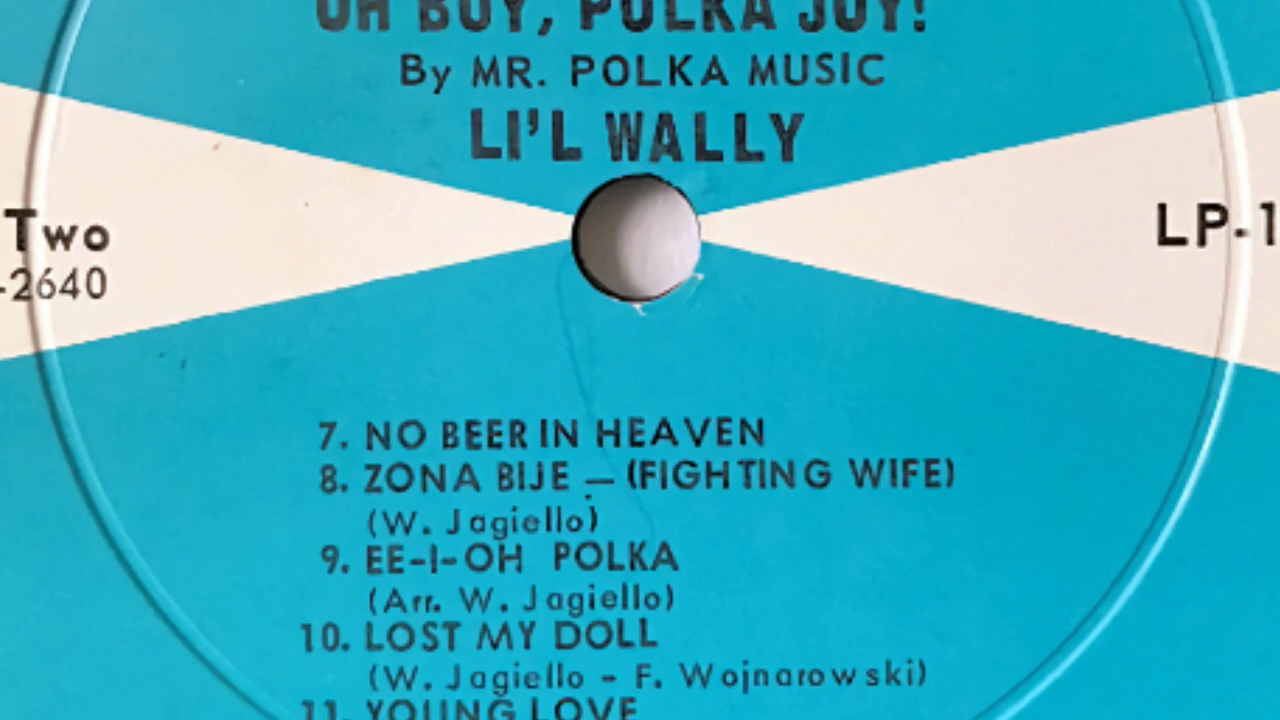 OH BOY, POLKA JOY!
By MR. POLKA MUSIC
LI'L WALLY
Two
-2640
LP-1
7. NO BEER IN HEAVEN
8. ZONA BIJE — (FIGHTING WIFE)
(W. Jagiello)
9. EE-I-OH POLKA
(Arr. W. Jagiello)
10. LOST MY DOLL
(W. Jagiello - F. Wojnarowski)
11. YOUNG LOVE